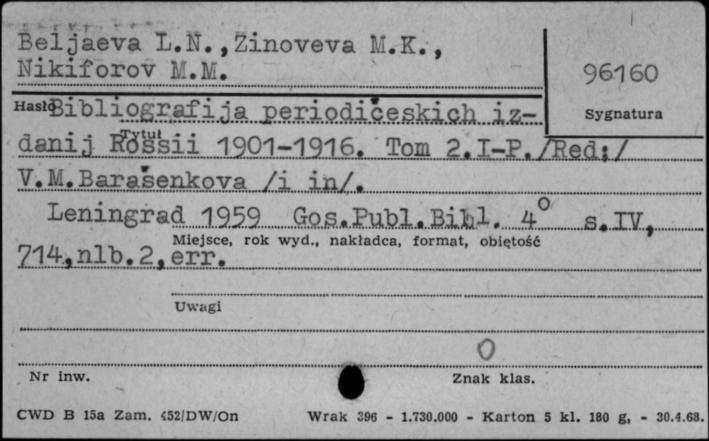 Beljaeva L.N.,Zinoveva M.K.,
Nikiforov M.M.
96160
Hasło
Sygnatura
Bibliografija periodičeskich iz-
Tytuł
danij Rossii 1901-1916. Tom 2.I-P./Red:/
V.M.Barašenkova /i in/.
Leningrad 1959 Gos.Publ.Bibl. 4° s.IV,
Miejsce, rok wyd., nakładca, format, obiętość
714,nlb.2,err.
Uwagi
0
Nr inw.
Znak klas.
CWD B 15a Zam. 452/DW/On Wrak 396 - 1.730.000 - Karton 5 kl. 180 g. - 30.4.68.